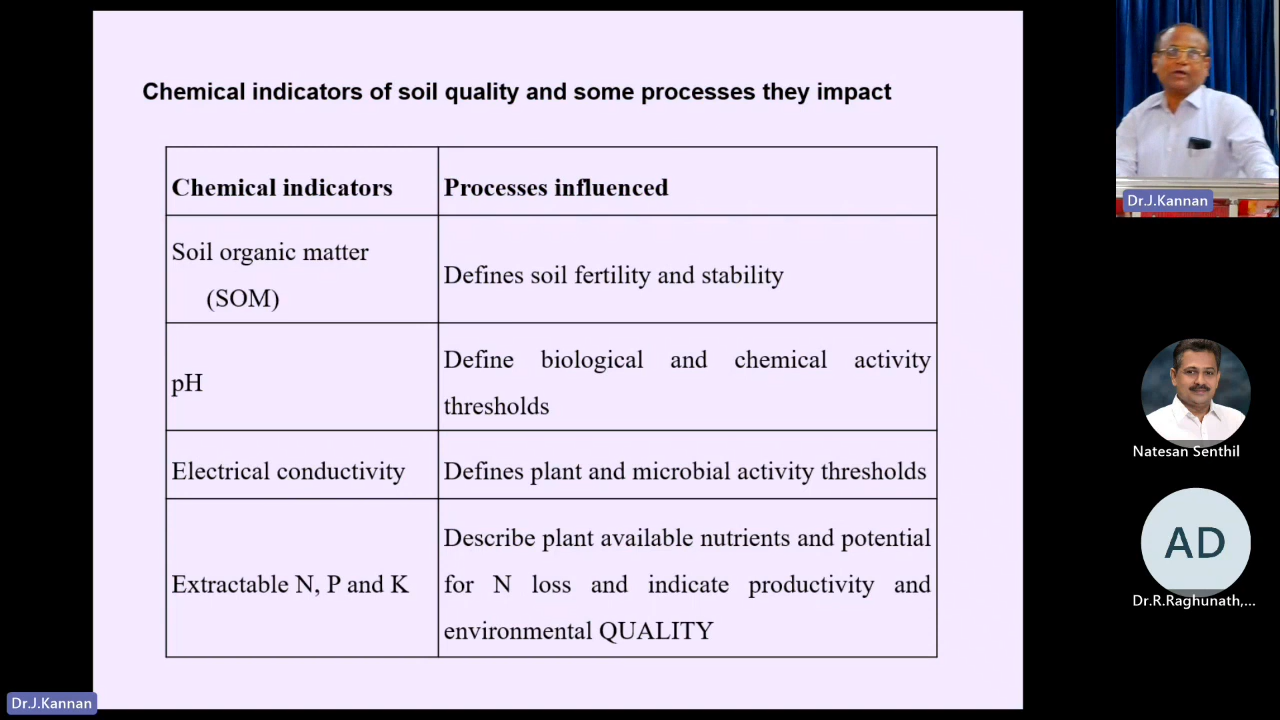 Chemical indicators of soil quality and some processes they impact
Chemical indicators
Processes influenced
Soil organic matter
(SOM)
Defines soil fertility and stability
pH
Define biological and chemical activity
thresholds
Electrical conductivity
Defines plant and microbial activity thresholds
Extractable N, P and K
Describe plant available nutrients and potential
for N loss and indicate productivity and
environmental QUALITY
Dr.J.Kannan
Natesan Senthil
AD
Dr.R.Raghunath,...
Dr.J.Kannan